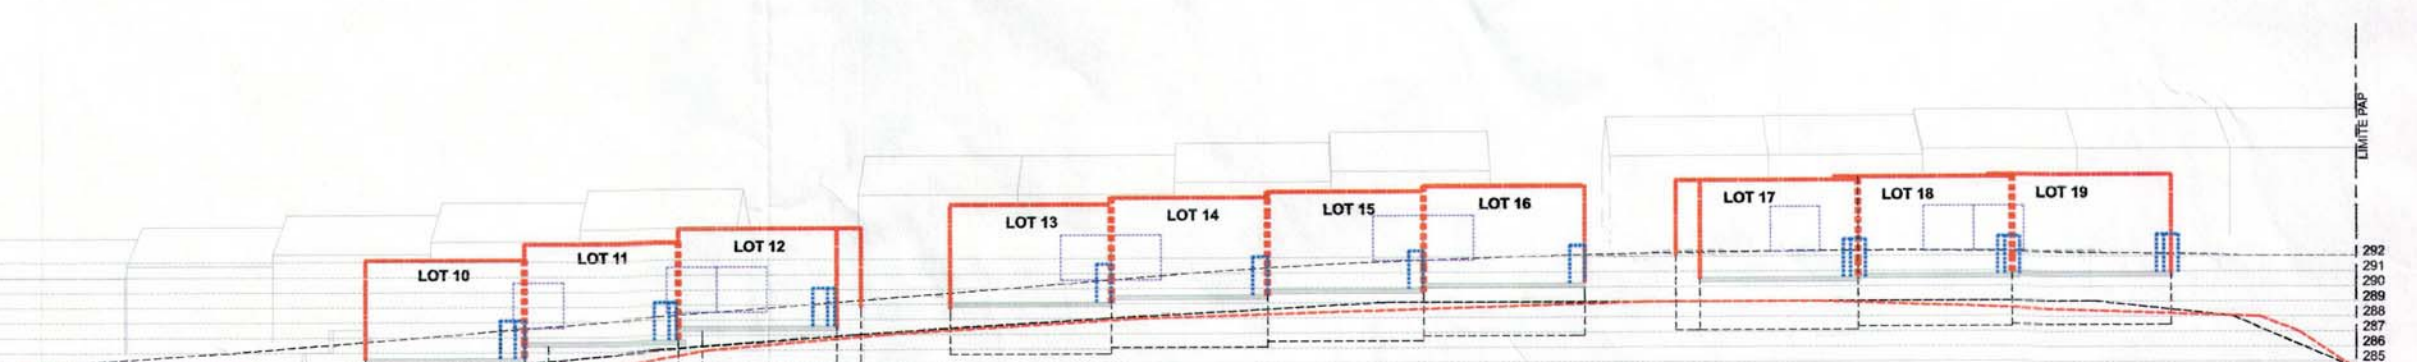 LOT 10
LOT 11
LOT 12
LOT 13
LOT 14
LOT 15
LOT 16
LOT 17
LOT 18
LOT 19
LIMITE PAP
292
291
290
289
288
287
286
285